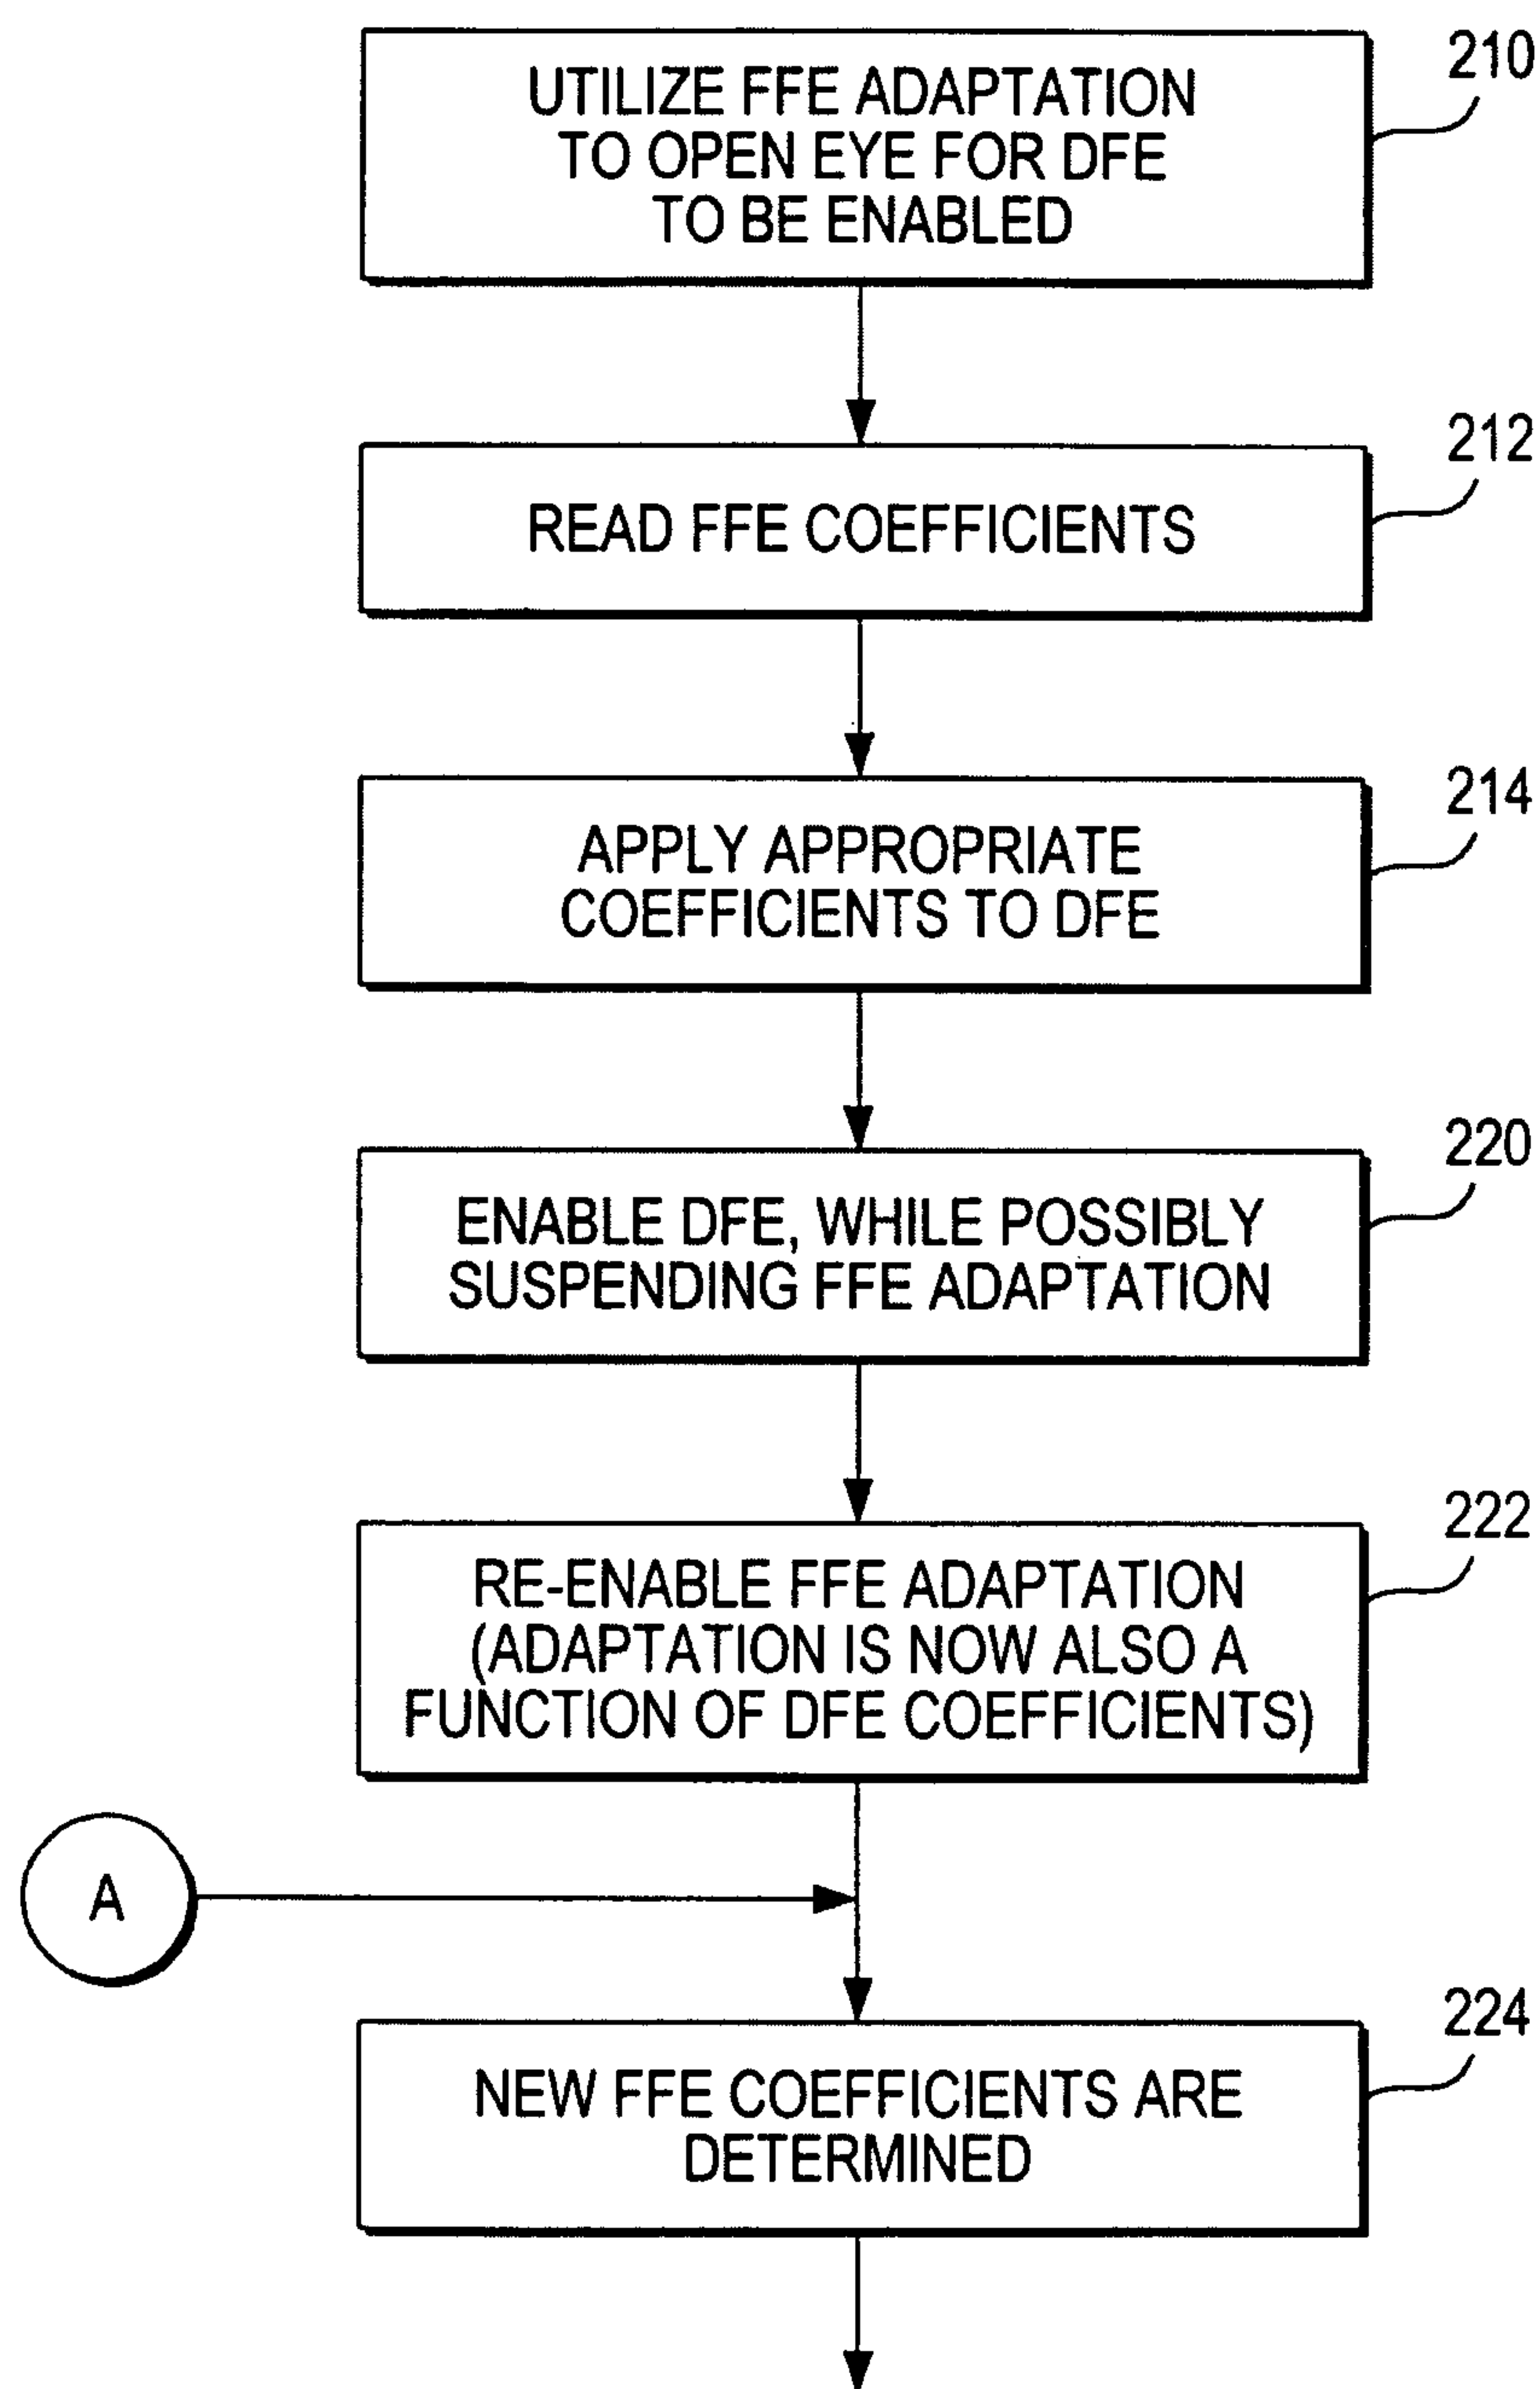 210
UTILIZE FFE ADAPTATION
TO OPEN EYE FOR DFE
TO BE ENABLED
212
READ FFE COEFFICIENTS
214
APPLY APPROPRIATE
COEFFICIENTS TO DFE
220
ENABLE DFE, WHILE POSSIBLY
SUSPENDING FFE ADAPTATION
222
RE-ENABLE FFE ADAPTATION
(ADAPTATION IS NOW ALSO A
FUNCTION OF DFE COEFFICIENTS)
A
224
NEW FFE COEFFICIENTS ARE
DETERMINED